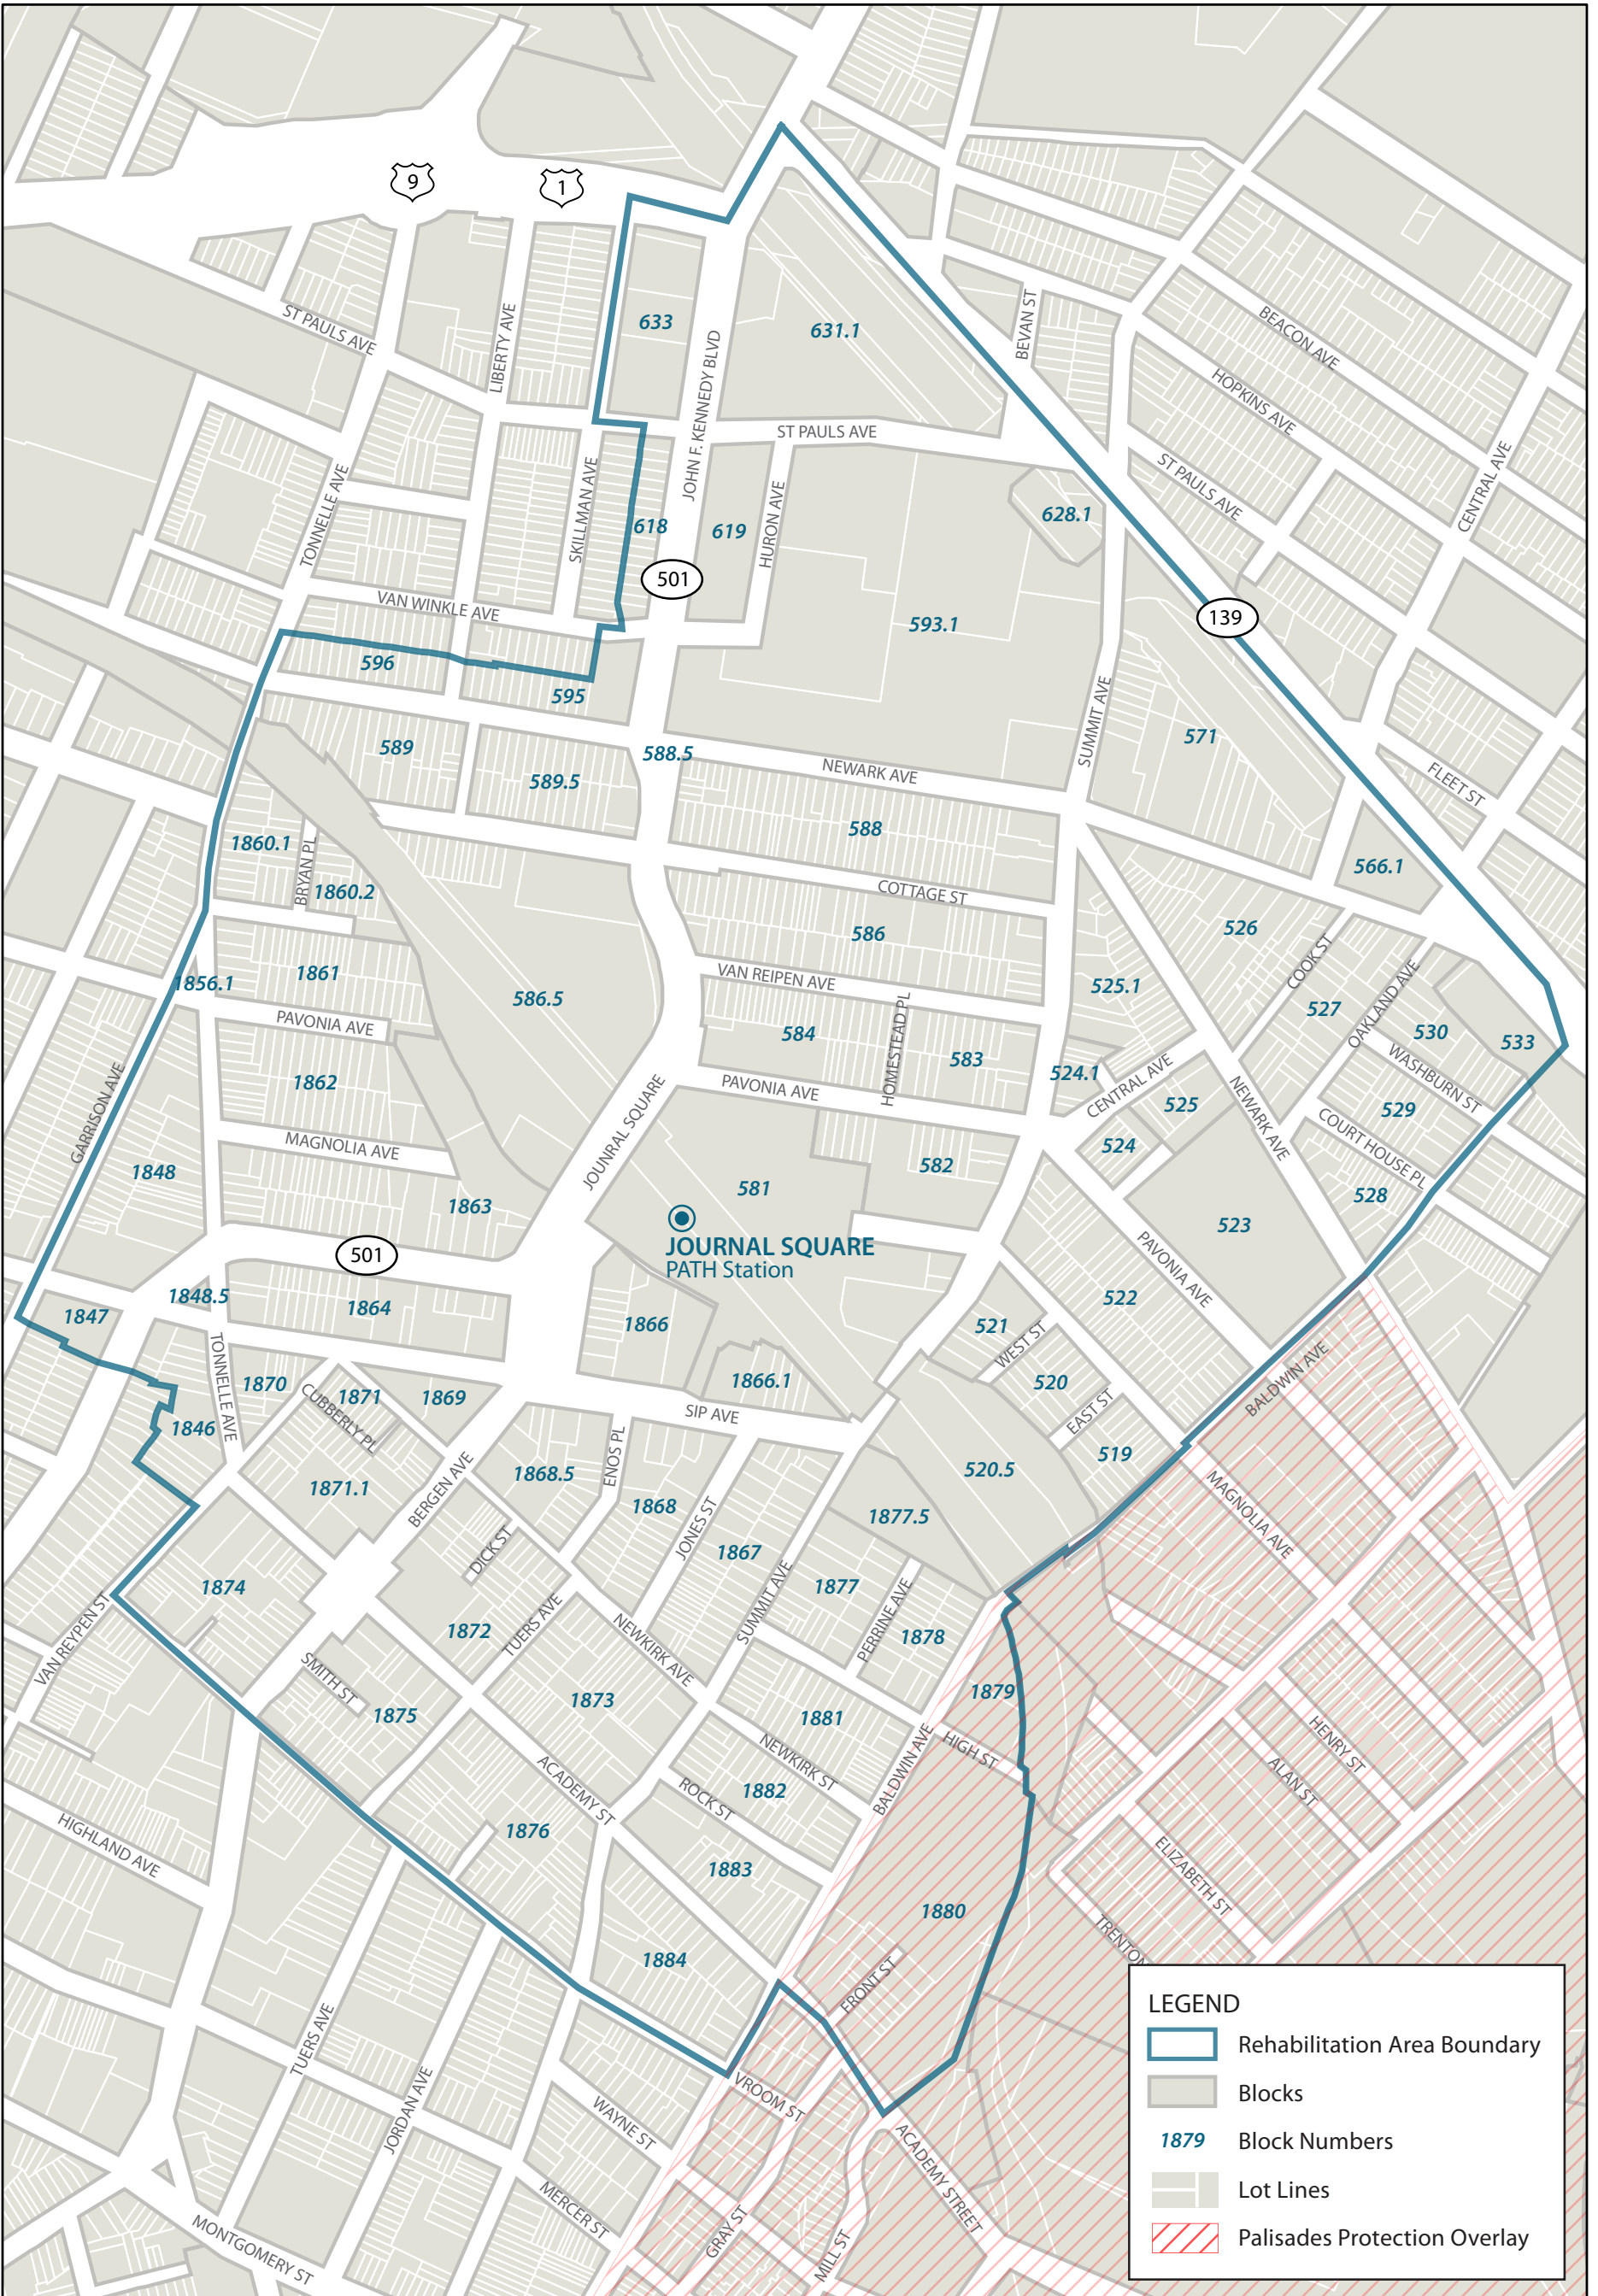 9
1
ST PAULS AVE
LIBERTY AVE
633
631.1
BEVAN ST
BEACON AVE
HOPKINS AVE
JOHN F. KENNEDY BLVD
ST PAULS AVE
ST PAULS AVE
CENTRAL AVE
TONNELLE AVE
SKILLMAN AVE
618
619
HURON AVE
628.1
501
VAN WINKLE AVE
593.1
139
596
595
SUMMIT AVE
571
589
588.5
589.5
NEWARK AVE
FLEET ST
588
1860.1
BRYAN PL
1860.2
COTTAGE ST
566.1
586
526
COOK ST
1856.1
1861
586.5
VAN REIPEN AVE
525.1
527
OAKLAND AVE
530
533
PAVONIA AVE
584
HOMESTEAD PL
583
WASHBURN ST
1862
PAVONIA AVE
524.1
CENTRAL AVE
525
NEWARK AVE
529
GARRISON AVE
MAGNOLIA AVE
JOUNRAL SQUARE
524
COURT HOUSE PL
1848
1863
581
582
528
523
JOURNAL SQUARE
PATH Station
501
PAVONIA AVE
1848.5
1847
1864
1866
522
521
WEST ST
TONNELLE AVE
1870
CUBBERLY PL
1871
1869
1866.1
520
BALDWIN AVE
SIP AVE
EAST ST
1846
ENOS PL
519
1871.1
BERGEN AVE
1868.5
520.5
1868
JONES ST
1877.5
MAGNOLIA AVE
DICK ST
1867
1874
SUMMIT AVE
1877
PERRINE AVE
VAN REYPEN ST
1872
TUERS AVE
NEWKIRK AVE
1878
SMITH ST
1875
1873
1879
1881
NEWKIRK ST
BALDWIN AVE
HIGH ST
HENRY ST
ACADEMY ST
1882
ROCK ST
ALAN ST
1876
HIGHLAND AVE
1883
ELIZABETH ST
1880
TRENTON
1884
FRONT ST
TUERS AVE
JORDAN AVE
WAYNE ST
VROOM ST
ACADEMY STREET
MERCER ST
GRAY ST
MILL ST
MONTGOMERY ST
LEGEND
Rehabilitation Area Boundary
Blocks
1879 Block Numbers
Lot Lines
Palisades Protection Overlay